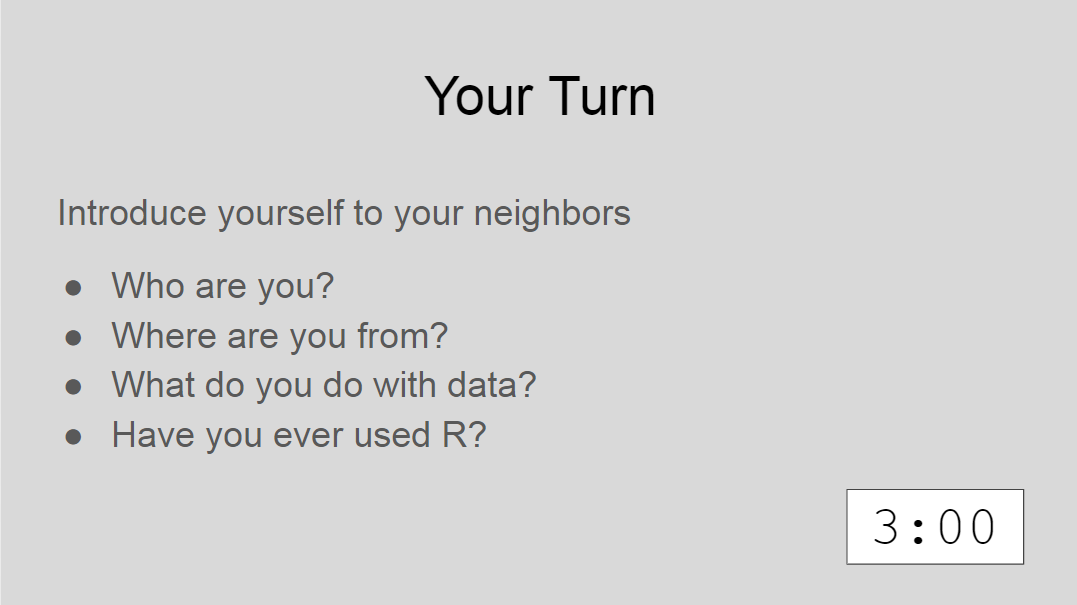 Your Turn
Introduce yourself to your neighbors
● Who are you?
● Where are you from?
● What do you do with data?
● Have you ever used R?
3:00